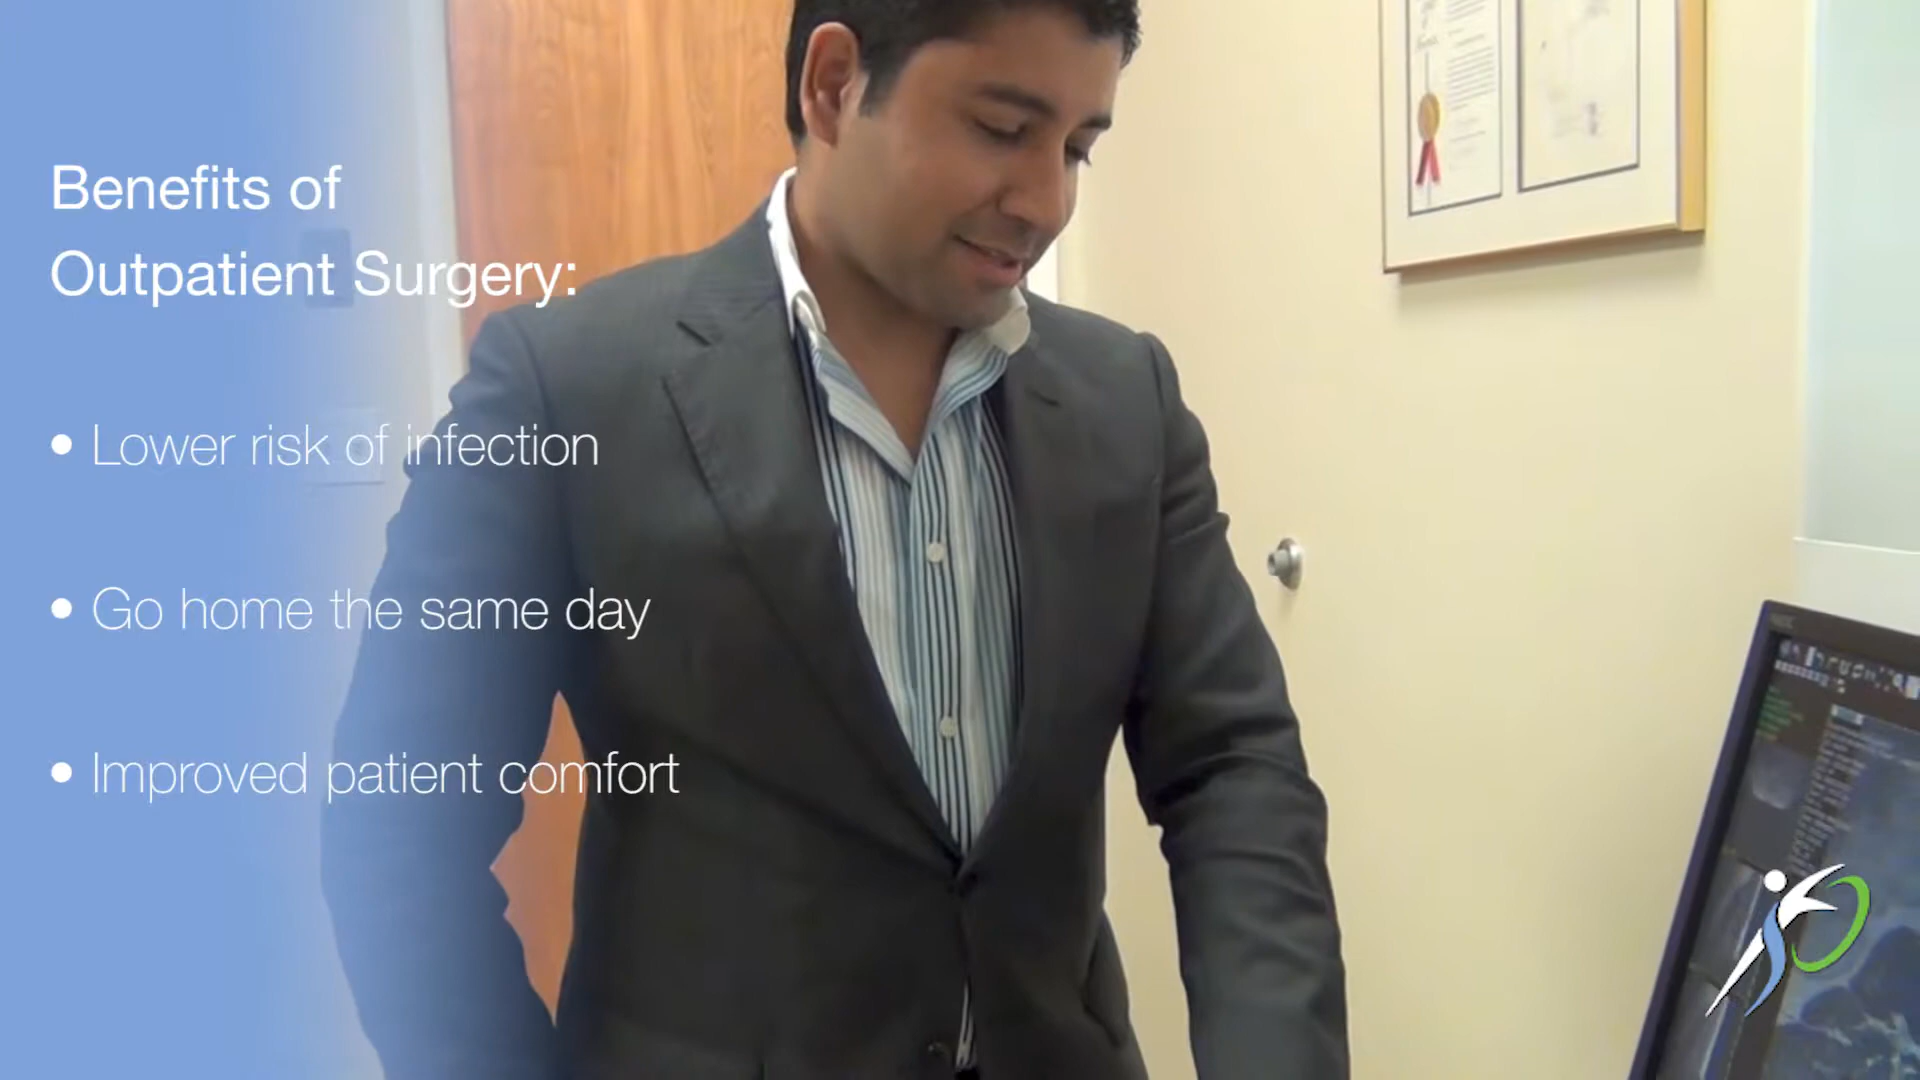 Benefits of
Outpatient Surgery:
• Lower risk of infection
• Go home the same day
• Improved patient comfort